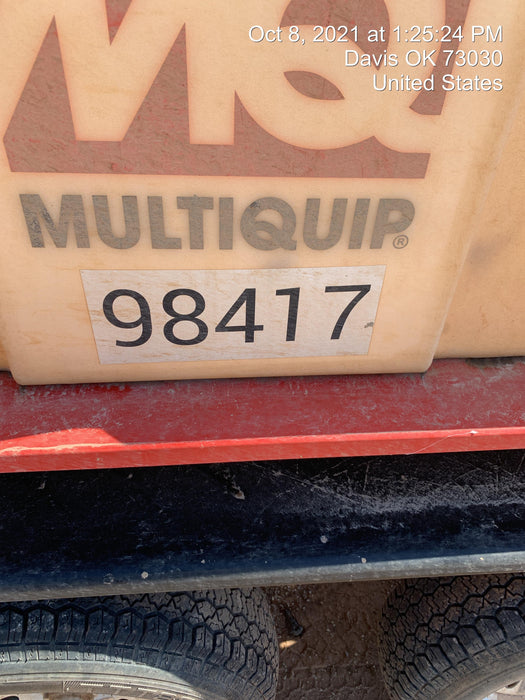 Oct 8, 2021 at 1:25:24 PM
Davis OK 73030
United States
MQ
MULTIQUIP®
98417